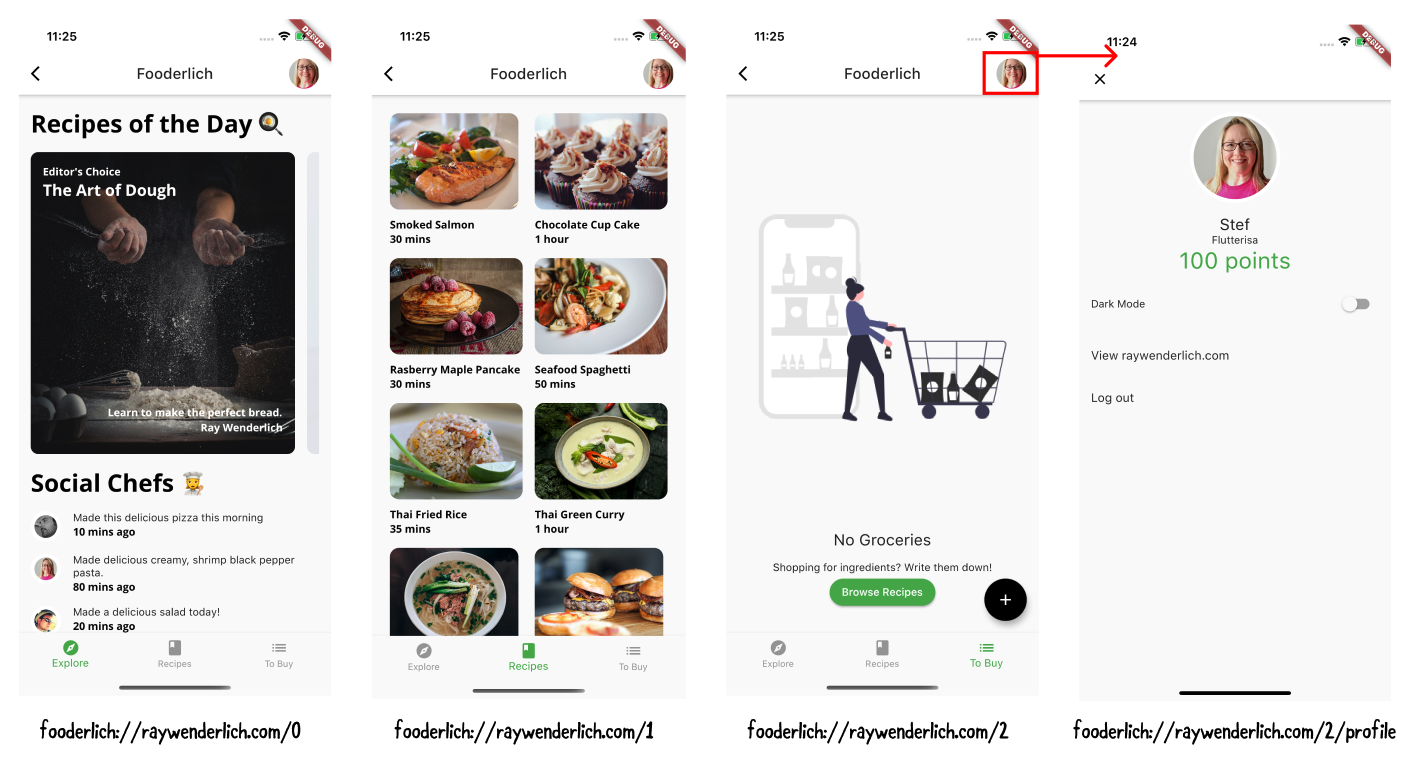 11:25
DEBUG
Fooderlich
Recipes of the Day
Editor's Choice
The Art of Dough
Learn to make the perfect bread.
Ray Wenderlich
Social Chefs
Made this delicious pizza this morning
10 mins ago
Made delicious creamy, shrimp black pepper
pasta.
80 mins ago
Made a delicious salad today!
20 mins ago
Explore
Recipes
To Buy
fooderlich://raywenderlich.com/0
11:25
DEBUG
Fooderlich
Smoked Salmon
30 mins
Chocolate Cup Cake
1 hour
Rasberry Maple Pancake
30 mins
Seafood Spaghetti
50 mins
Thai Fried Rice
35 mins
Thai Green Curry
1 hour
Explore
Recipes
To Buy
fooderlich://raywenderlich.com/1
11:25
DEBUG
Fooderlich
No Groceries
Shopping for ingredients? Write them down!
Browse Recipes
+
Explore
Recipes
To Buy
fooderlich://raywenderlich.com/2
11:24
DEBUG
Stef
Flutterisa
100 points
Dark Mode
View raywenderlich.com
Log out
fooderlich://raywenderlich.com/2/profile